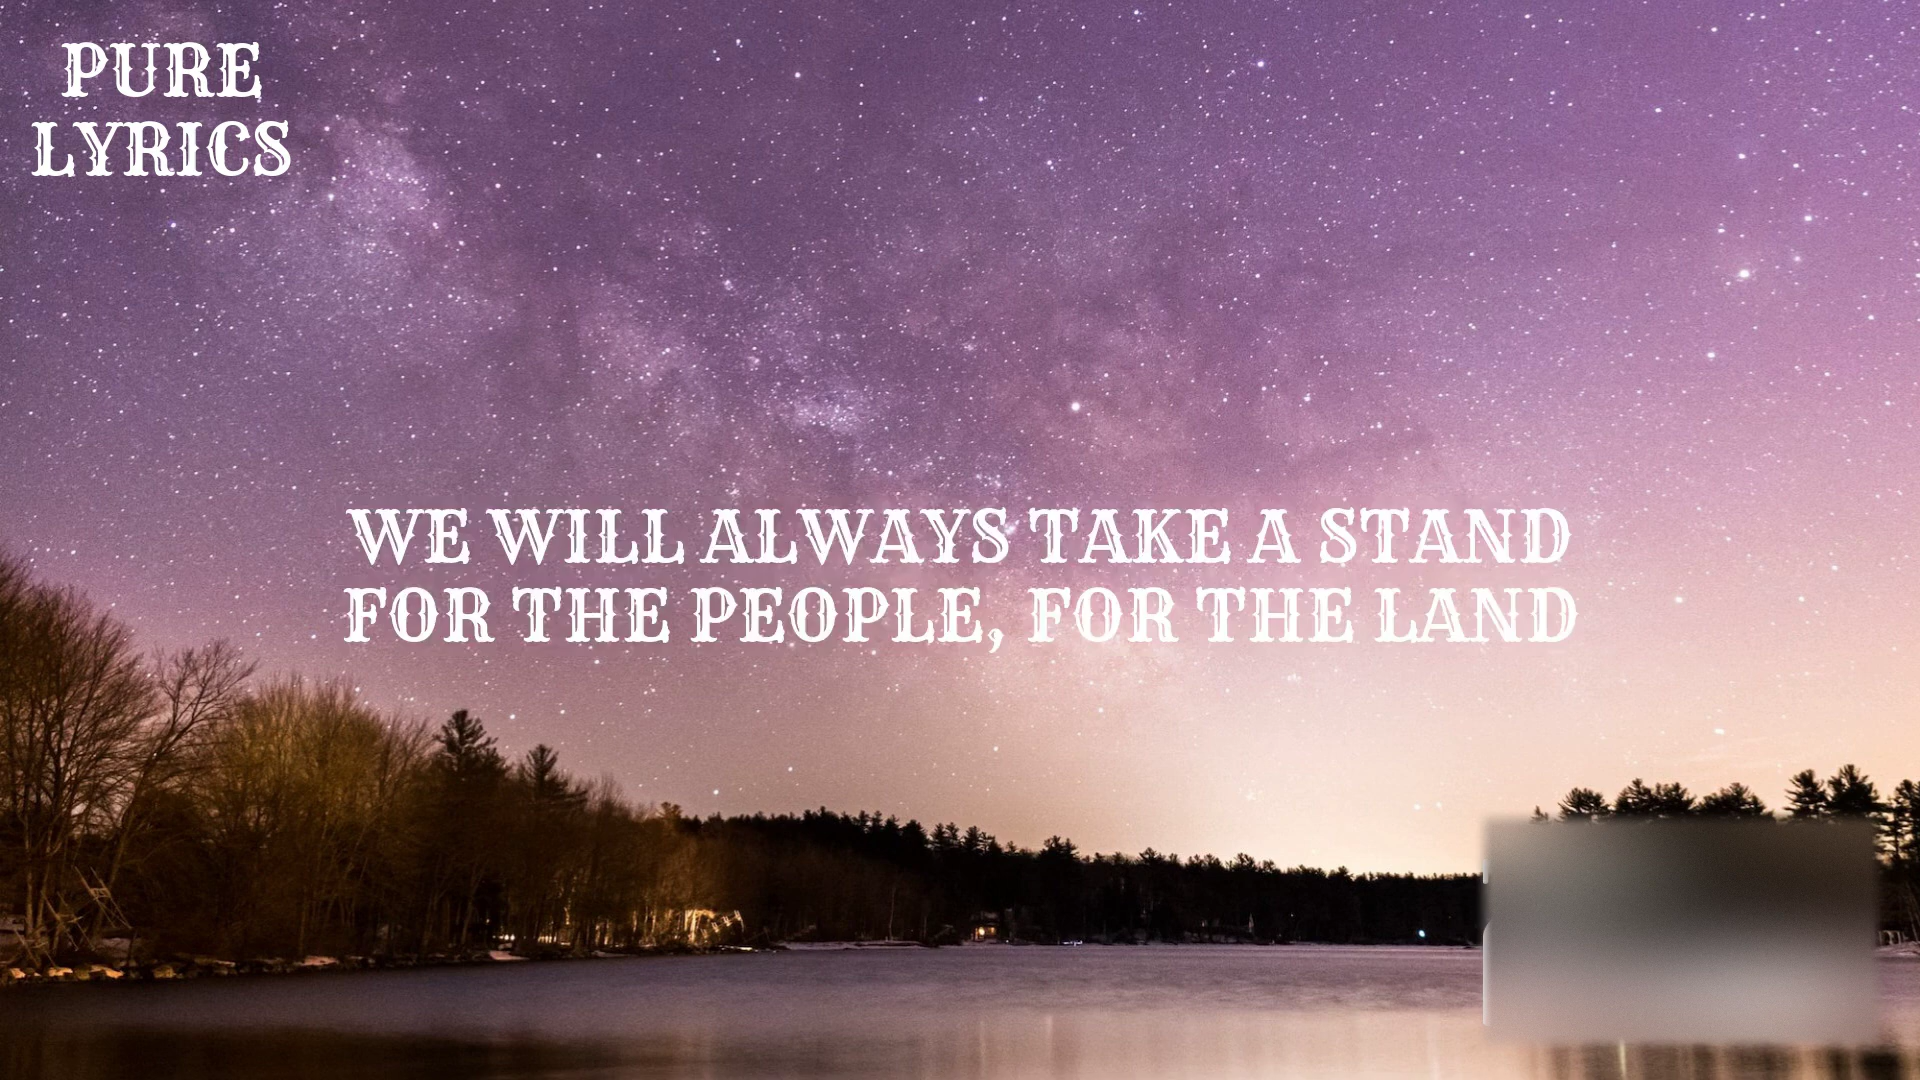 PURE
LYRICS
WE WILL ALWAYS TAKE A STAND
FOR THE PEOPLE, FOR THE LAND